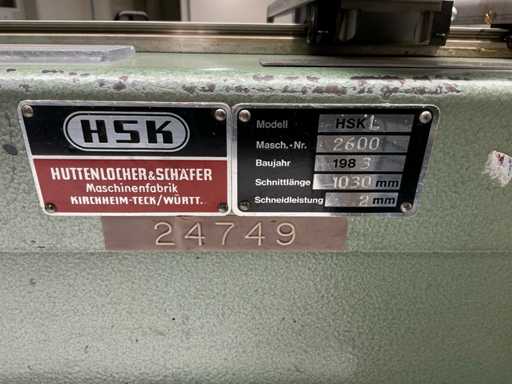 HSK
HUTTENLOCHER&SCHÄFER
Maschinenfabrik
KIRCHHEIM-TECK/WÜRTT.
Modell HSK L
Masch.-Nr. 2600
Baujahr 1983
Schnittlänge 1030 mm
Schneidleistung 2 mm
24749